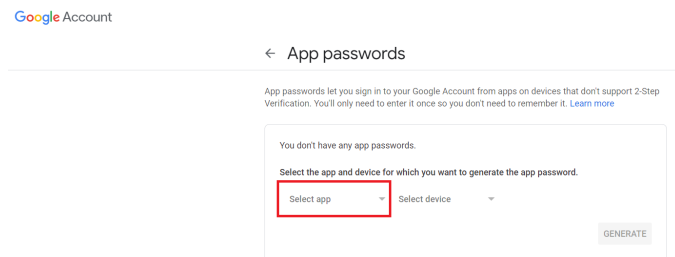 Google Account
App passwords
App passwords let you sign in to your Google Account from apps on devices that don't support 2-Step
Verification. You'll only need to enter it once so you don't need to remember it. Learn more
You don't have any app passwords.
Select the app and device for which you want to generate the app password.
Select app Select device
GENERATE